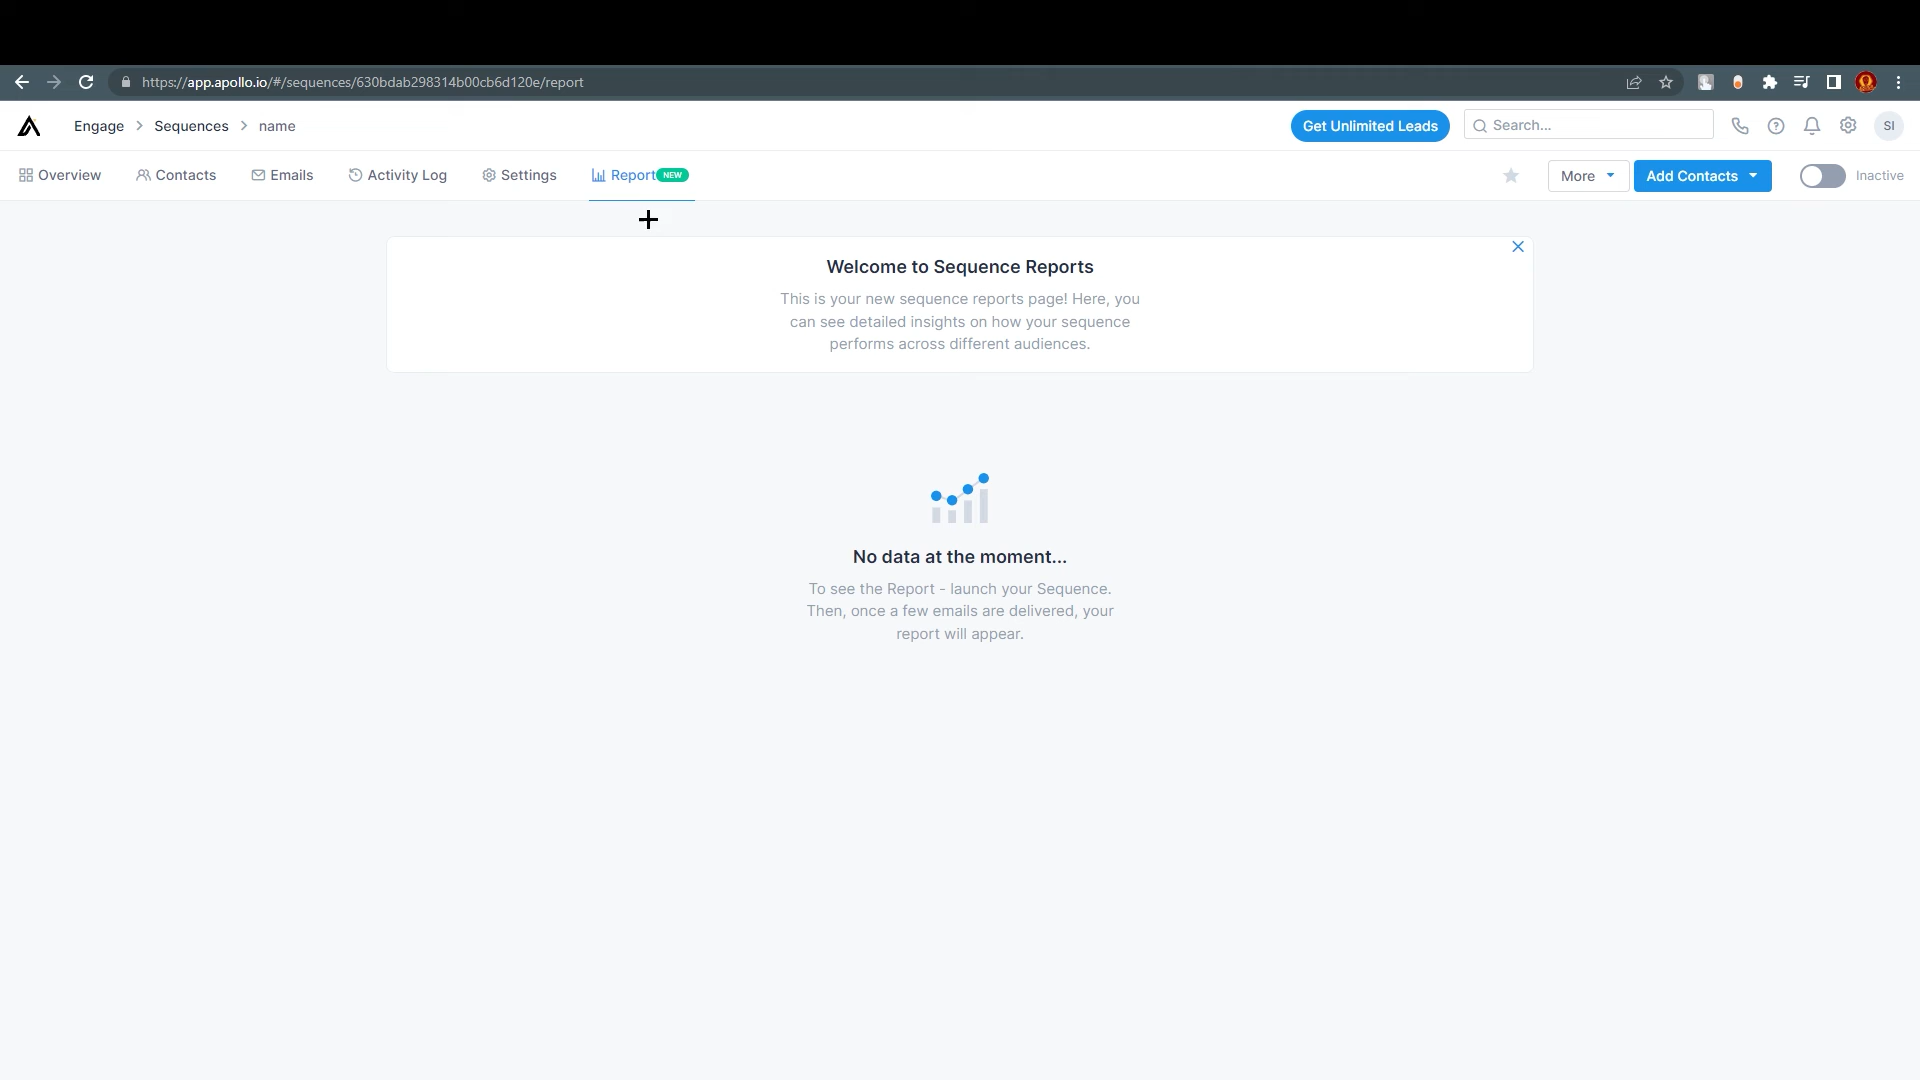 https://app.apollo.io/#/sequences/630bdab298314b00cb6d120e/report
Engage > Sequences > name
Get Unlimited Leads
Search...
SI
Overview
Contacts
Emails
Activity Log
Settings
Report NEW
More
Add Contacts
Inactive
Welcome to Sequence Reports
This is your new sequence reports page! Here, you
can see detailed insights on how your sequence
performs across different audiences.
No data at the moment...
To see the Report - launch your Sequence.
Then, once a few emails are delivered, your
report will appear.